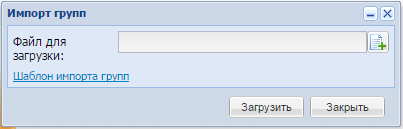 Импорт групп
Файл для
загрузки:
Шаблон импорта групп
Загрузить
Закрыть